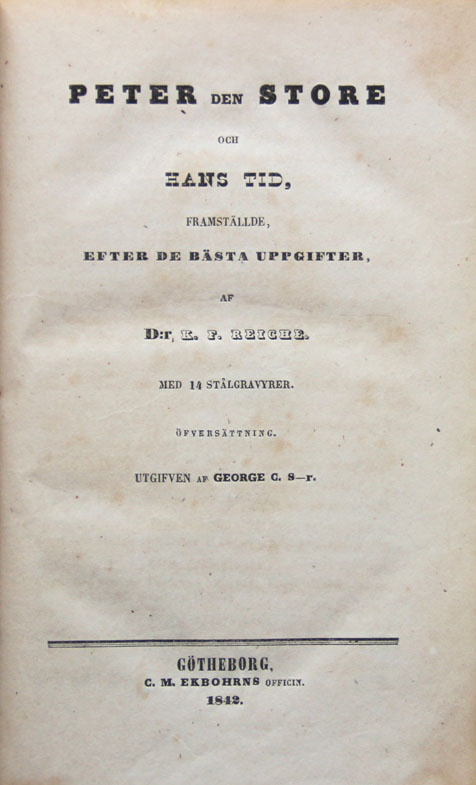 PETER DEN STORE
OCH
HANS TID,
FRAMSTÄLLDE,
EFTER DE BÄSTA UPPGIFTER,
AF
D:r, K. F. REICHE.
MED 14 STÅLGRAVYRER.
ÖFVERSÄTTNING.
UTGIFVEN AF GEORGE C. S—r.
GÖTHEBORG,
C. M. EKBOHRNS OFFICIN.
1842.